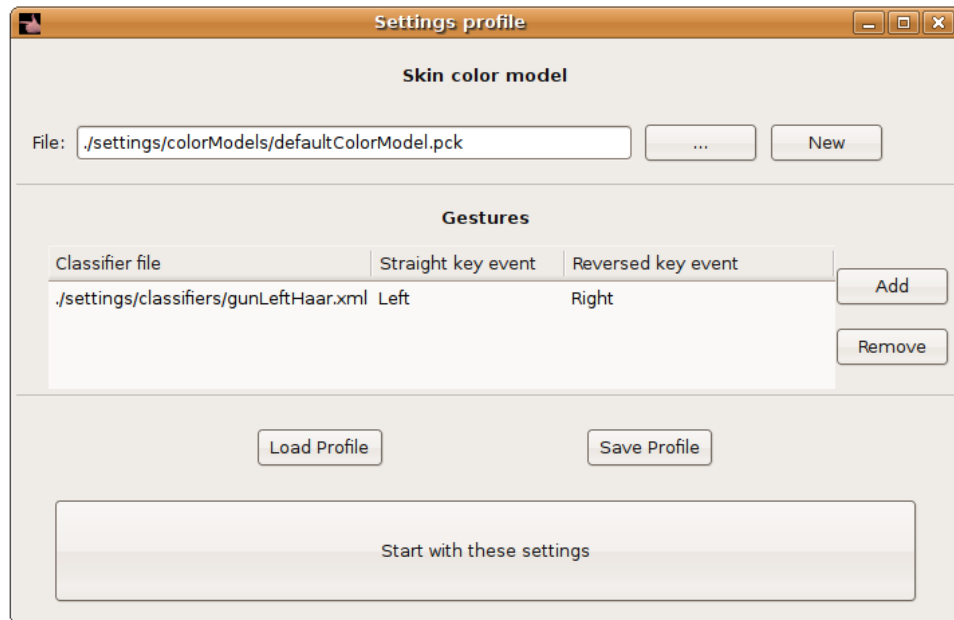 Settings profile
Skin color model
File: ./settings/colorModels/defaultColorModel.pck ... New
Gestures
Classifier file Straight key event Reversed key event
Add
./settings/classifiers/gunLeftHaar.xml Left Right
Remove
Load Profile Save Profile
Start with these settings